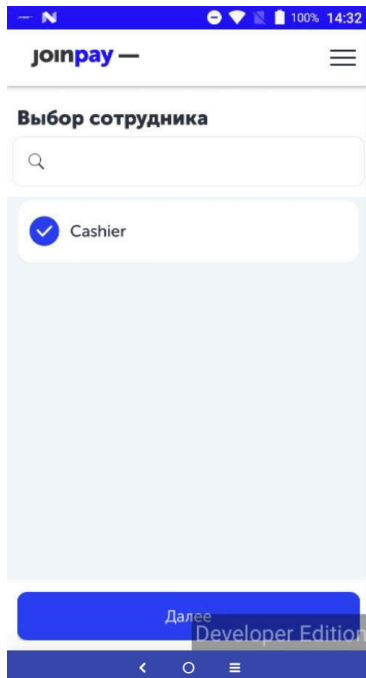 100% 14:32
joinpay —
Выбор сотрудника
Cashier
Далее
Developer Edition